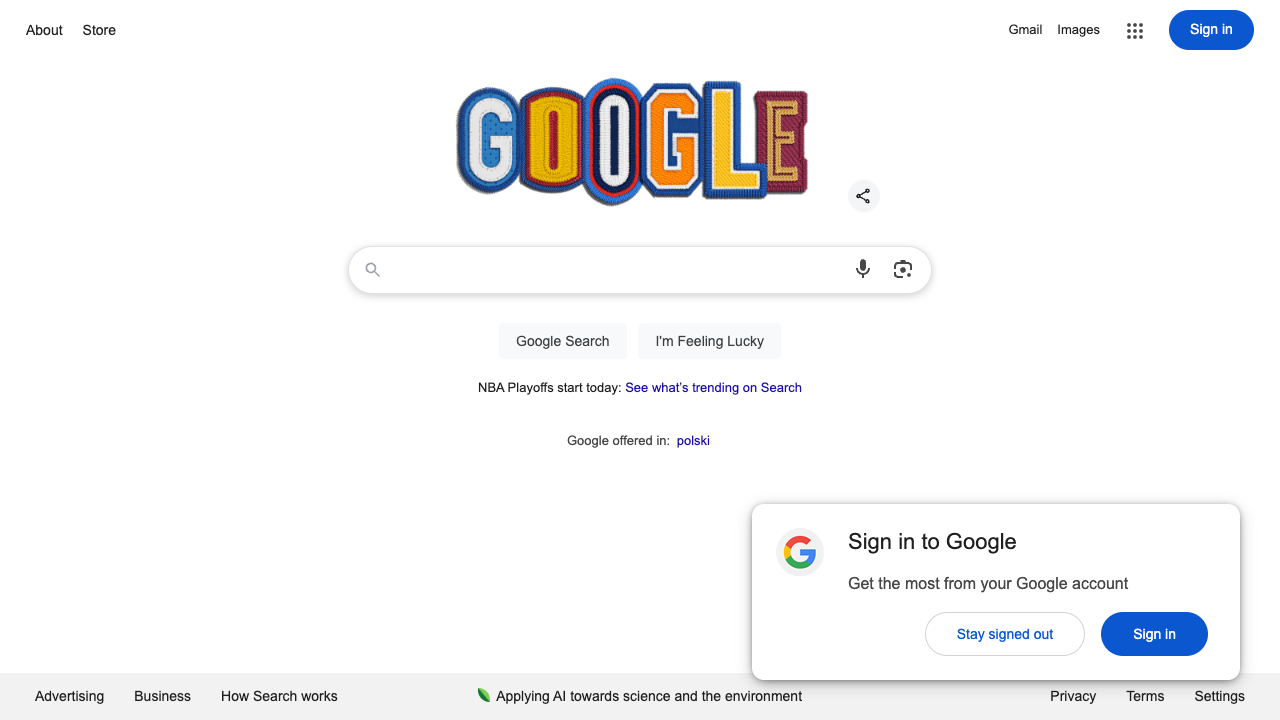 About Store
Gmail Images Sign in
GOOGLE
Google Search I'm Feeling Lucky
NBA Playoffs start today: See what's trending on Search
Google offered in: polski
Sign in to Google
Get the most from your Google account
Stay signed out Sign in
Advertising Business How Search works Applying AI towards science and the environment Privacy Terms Settings